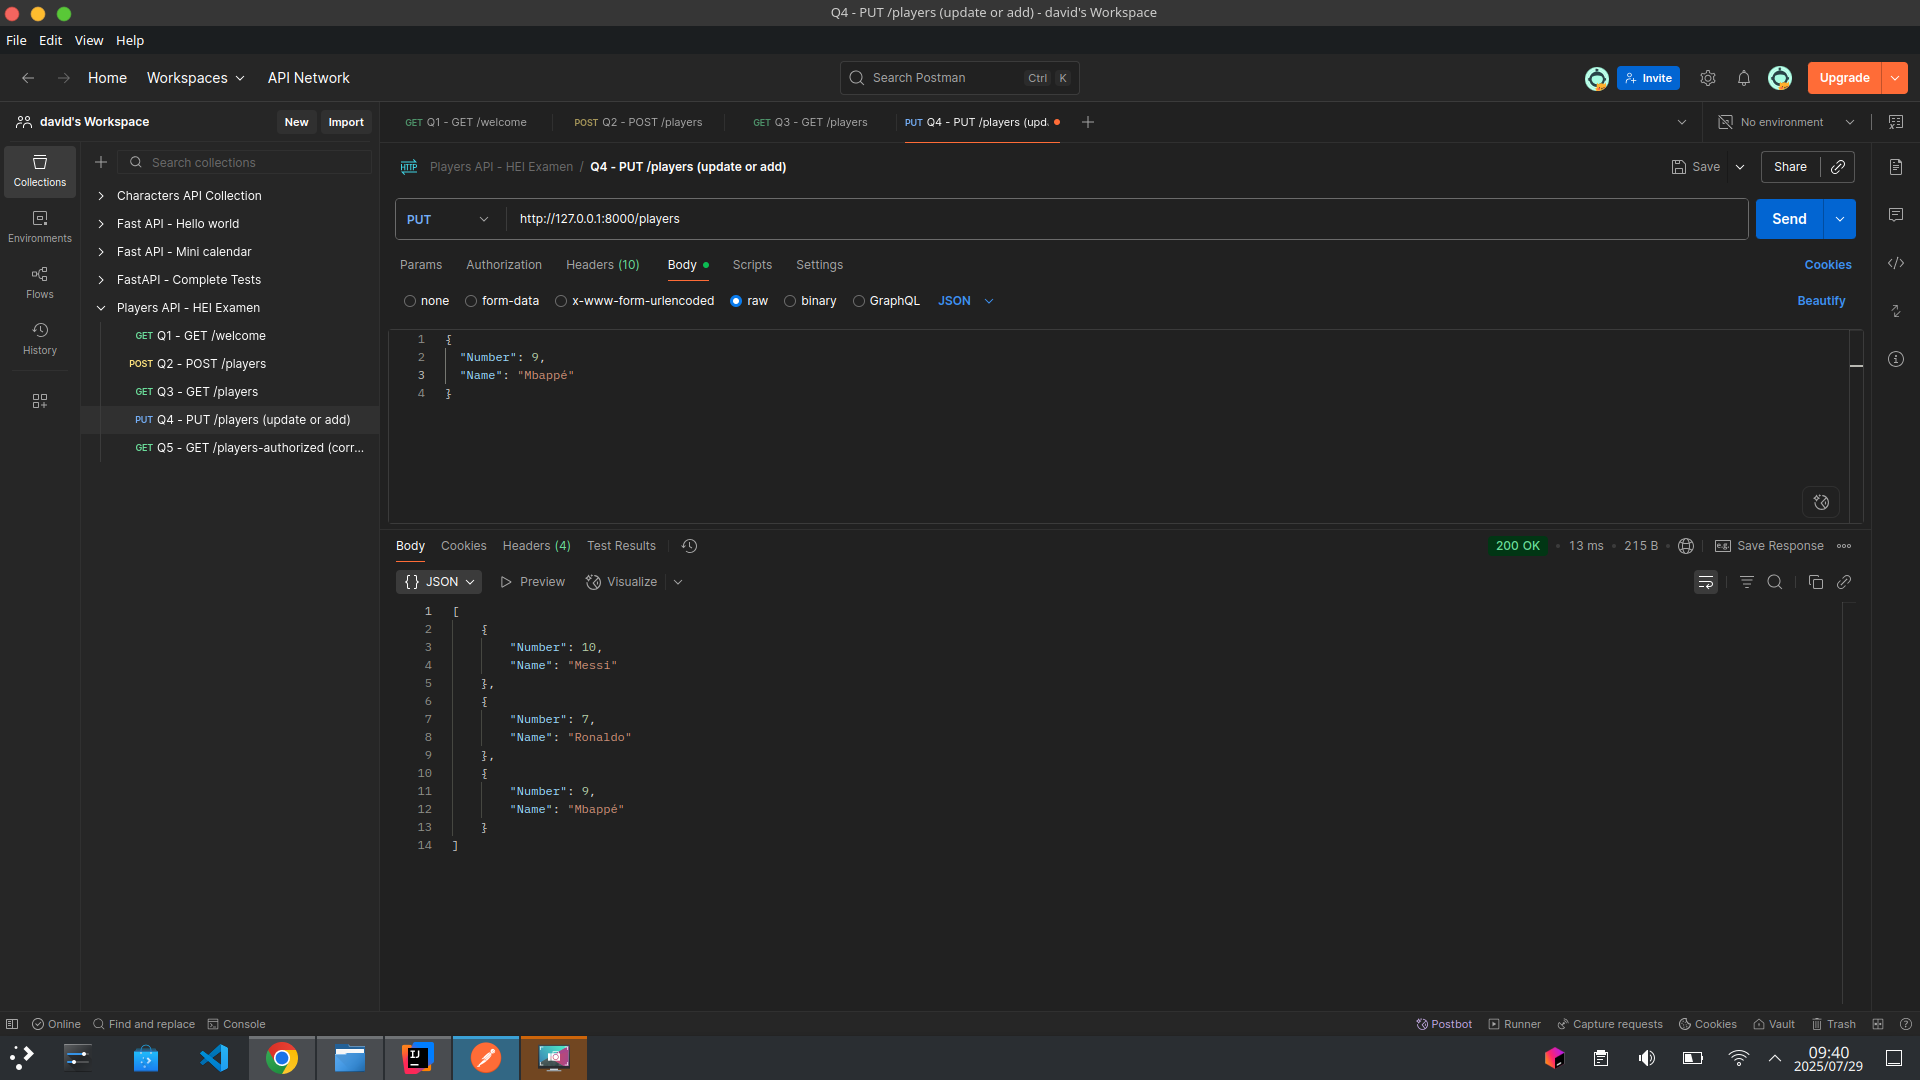 Q4 - PUT /players (update or add) - david's Workspace
File Edit View Help
Home Workspaces API Network Search Postman Ctrl K Invite Upgrade
david's Workspace New Import GET Q1 - GET /welcome POST Q2 - POST /players GET Q3 - GET /players PUT Q4 - PUT /players (upd. No environment
Collections
Environments
Flows
History
Search collections
Characters API Collection
Fast API - Hello world
Fast API - Mini calendar
FastAPI - Complete Tests
Players API - HEI Examen
GET Q1 - GET /welcome
POST Q2 - POST /players
GET Q3 - GET /players
PUT Q4 - PUT /players (update or add)
GET Q5 - GET /players-authorized (corr...
HTTP Players API - HEI Examen / Q4 - PUT /players (update or add) Save Share
PUT http://127.0.0.1:8000/players Send
Params Authorization Headers (10) Body Scripts Settings Cookies
none form-data x-www-form-urlencoded raw binary GraphQL JSON Beautify
1 {
2 "Number": 9,
3 "Name": "Mbappé"
4 }
Body Cookies Headers (4) Test Results 200 OK • 13 ms • 215 B e.g. Save Response
{} JSON Preview Visualize
1 [
2 {
3 "Number": 10,
4 "Name": "Messi"
5 },
6 {
7 "Number": 7,
8 "Name": "Ronaldo"
9 },
10 {
11 "Number": 9,
12 "Name": "Mbappé"
13 }
14 ]
Online Find and replace Console Postbot Runner Capture requests Cookies Vault Trash
IJ
09:40
2025/07/29